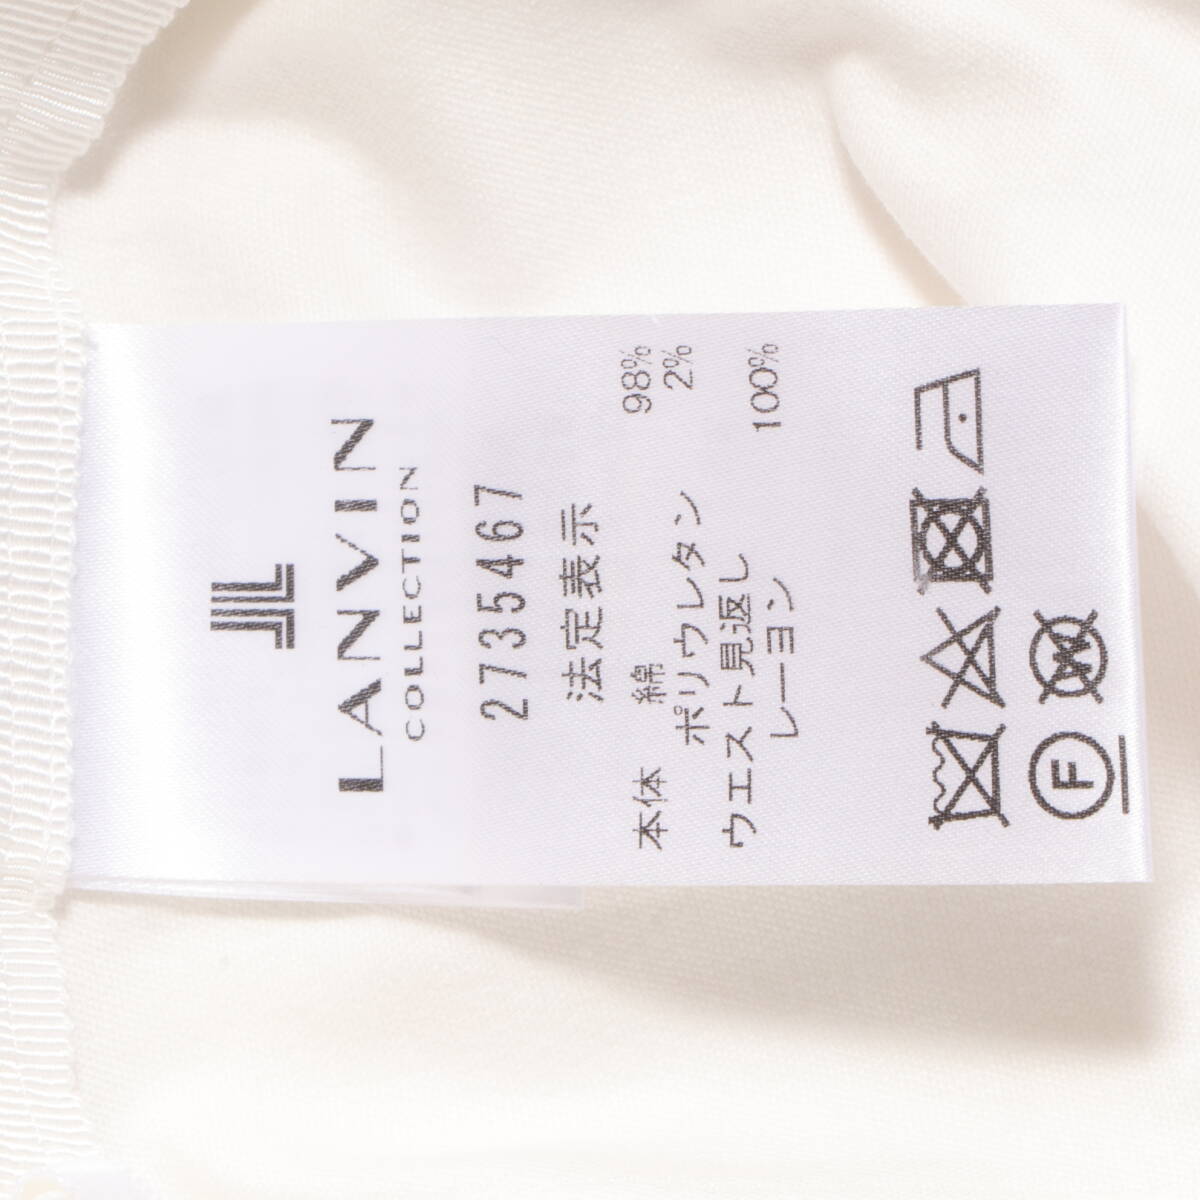 LANVIN
COLLECTION
2735467
法定表示
本体 綿 98%
ポリウレタン 2%
ウエスト見返し
レーヨン 100%
F
W